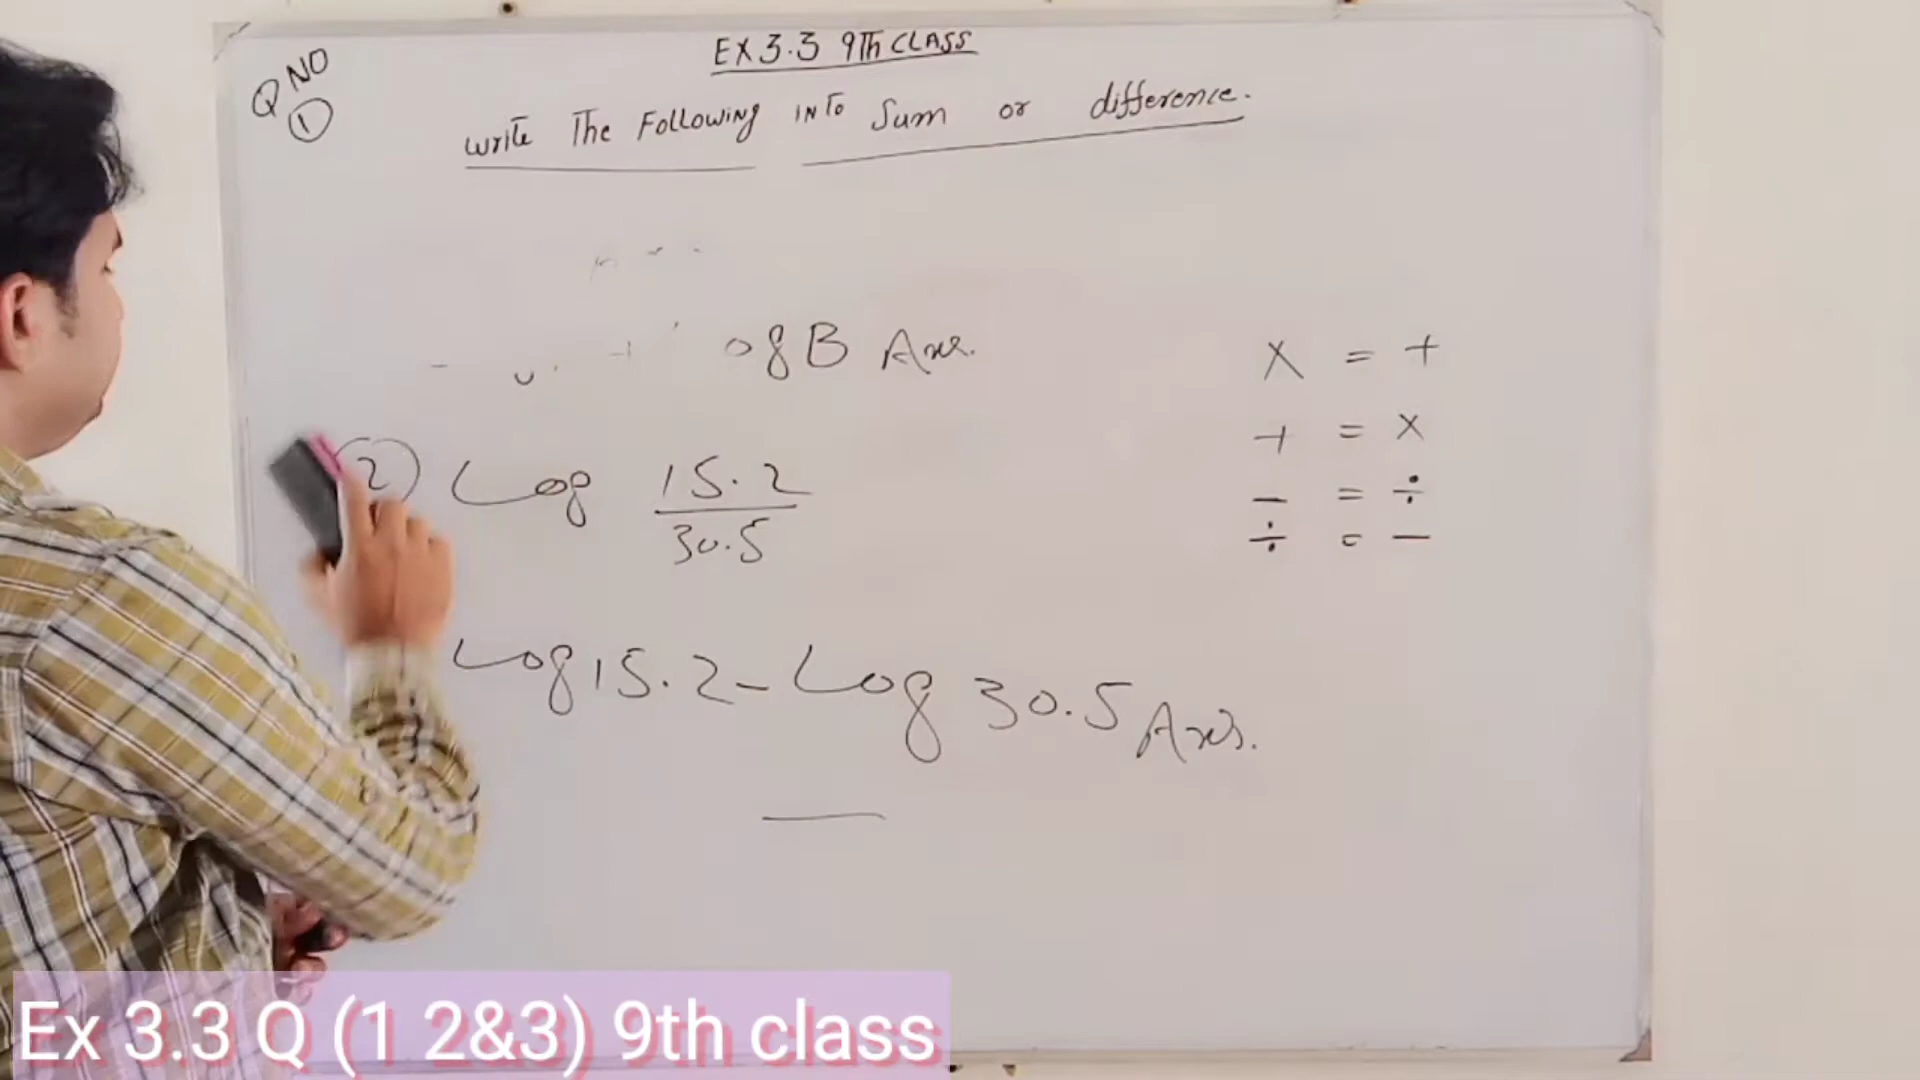 EX 3.3 9Th CLASS
Q NO
1
write The Following INTO Sum or difference.
og B Ans.
x = +
+ = x
2 Log 15.2
30.5
- = ÷
÷ = -
Log 15.2 - Log 30.5 Ans.
Ex 3.3 Q (1 2&3) 9th class